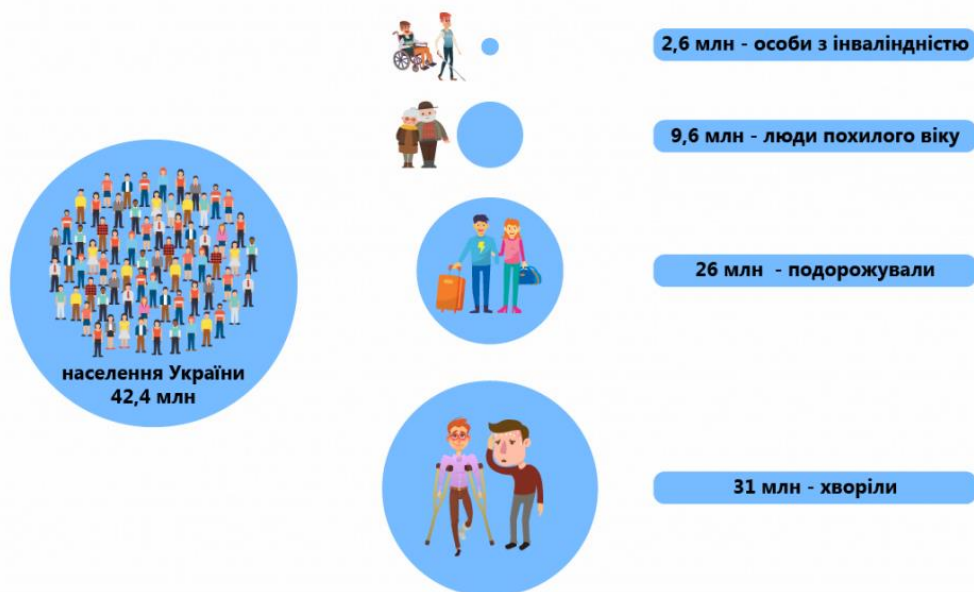 2,6 млн - особи з інваліндністю
9,6 млн - люди похилого віку
26 млн - подорожували
населення України
42,4 млн
31 млн - хворіли